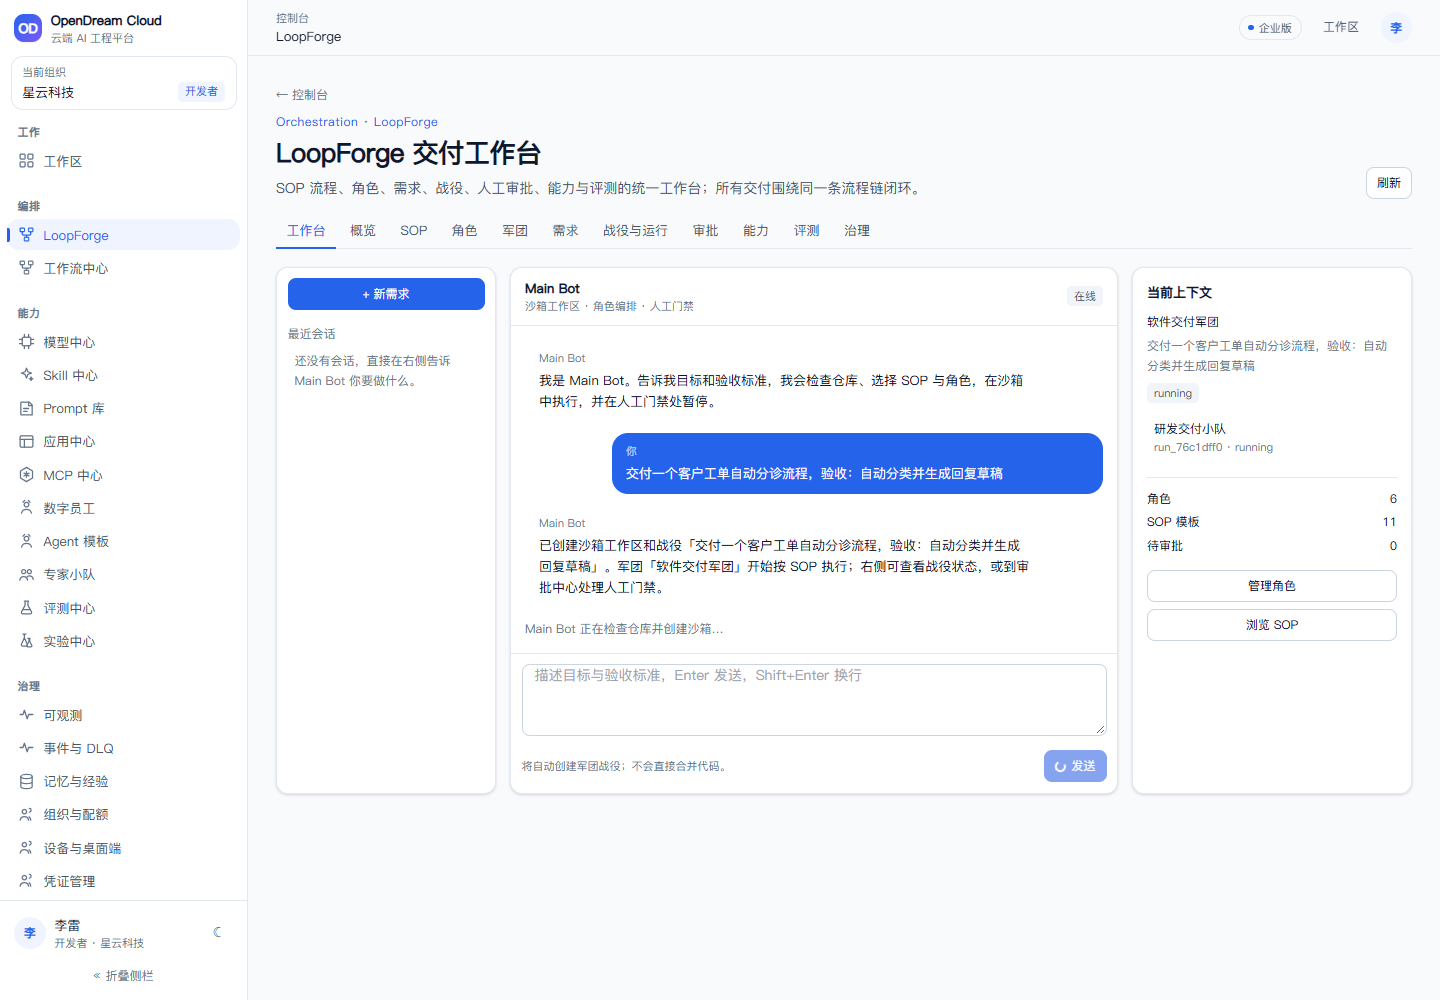 OD
OpenDream Cloud
云端 AI 工程平台
当前组织
星云科技
开发者
工作
工作区
编排
LoopForge
工作流中心
能力
模型中心
Skill 中心
Prompt 库
应用中心
MCP 中心
数字员工
Agent 模板
专家小队
评测中心
实验中心
治理
可观测
事件与 DLQ
记忆与经验
组织与配额
设备与桌面端
凭证管理
李
李雷
开发者 · 星云科技
☾
« 折叠侧栏
控制台
LoopForge
企业版
工作区
李
← 控制台
Orchestration · LoopForge
LoopForge 交付工作台
SOP 流程、角色、需求、战役、人工审批、能力与评测的统一工作台；所有交付围绕同一条流程链闭环。
刷新
工作台
概览
SOP
角色
军团
需求
战役与运行
审批
能力
评测
治理
+ 新需求
最近会话
还没有会话，直接在右侧告诉
Main Bot 你要做什么。
Main Bot
沙箱工作区 · 角色编排 · 人工门禁
在线
Main Bot
我是 Main Bot。告诉我目标和验收标准，我会检查仓库、选择 SOP 与角色，在沙箱
中执行，并在人工门禁处暂停。
你
交付一个客户工单自动分诊流程，验收：自动分类并生成回复草稿
Main Bot
已创建沙箱工作区和战役「交付一个客户工单自动分诊流程，验收：自动分类并生成
回复草稿」。军团「软件交付军团」开始按 SOP 执行；右侧可查看战役状态，或到审
批中心处理人工门禁。
Main Bot 正在检查仓库并创建沙箱…
描述目标与验收标准，Enter 发送，Shift+Enter 换行
将自动创建军团战役；不会直接合并代码。
发送
当前上下文
软件交付军团
交付一个客户工单自动分诊流程，验收：自动
分类并生成回复草稿
running
研发交付小队
run_76c1dff0 · running
角色 6
SOP 模板 11
待审批 0
管理角色
浏览 SOP